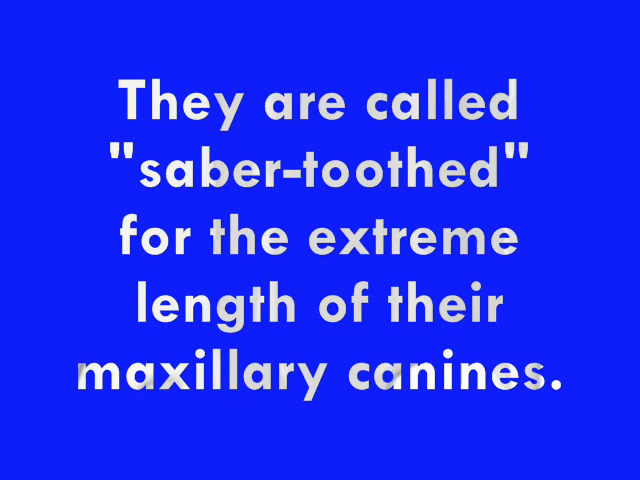 They are called
"saber-toothed"
for the extreme
length of their
maxillary canines.